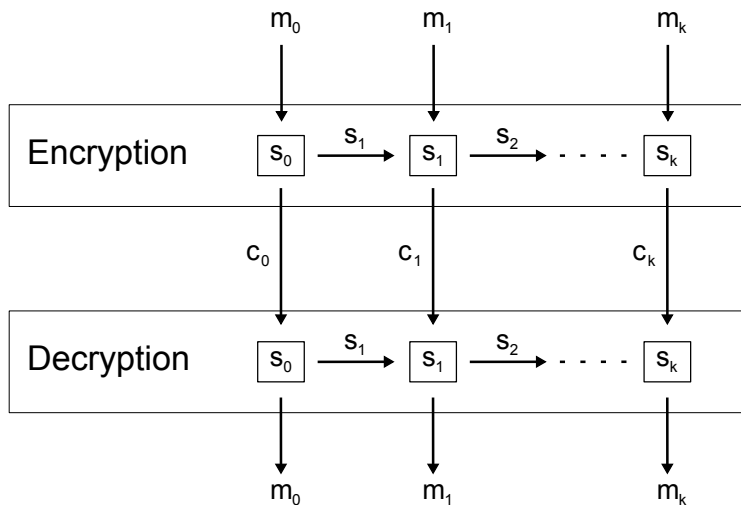 m₀ m₁ mₖ
s₁ s₂
Encryption s₀ s₁ - - - - sₖ
c₀ c₁ cₖ
s₁ s₂
Decryption s₀ s₁ - - - - sₖ
m₀ m₁ mₖ